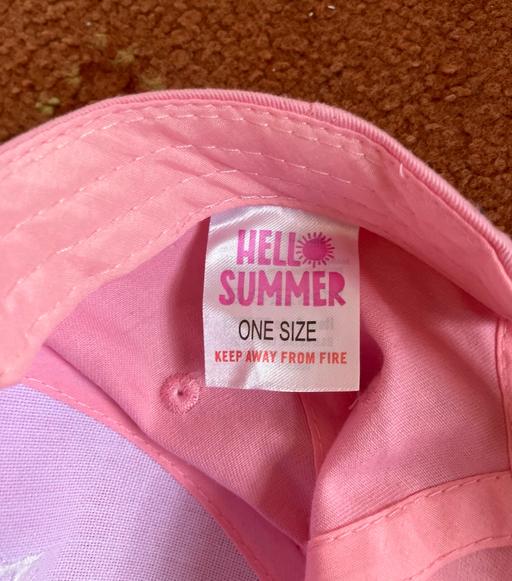 HELLO
SUMMER
ONE SIZE
KEEP AWAY FROM FIRE